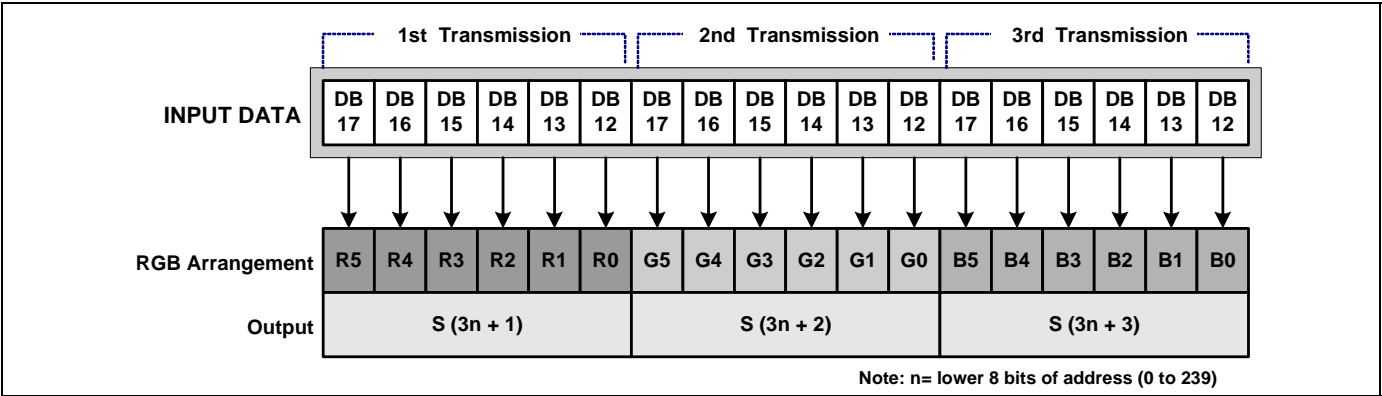 1st Transmission 2nd Transmission 3rd Transmission
INPUT DATA
DB DB DB DB DB DB DB DB DB DB DB DB DB DB DB DB DB DB
17 16 15 14 13 12 17 16 15 14 13 12 17 16 15 14 13 12
RGB Arrangement R5 R4 R3 R2 R1 R0 G5 G4 G3 G2 G1 G0 B5 B4 B3 B2 B1 B0
Output S (3n + 1) S (3n + 2) S (3n + 3)
Note: n= lower 8 bits of address (0 to 239)